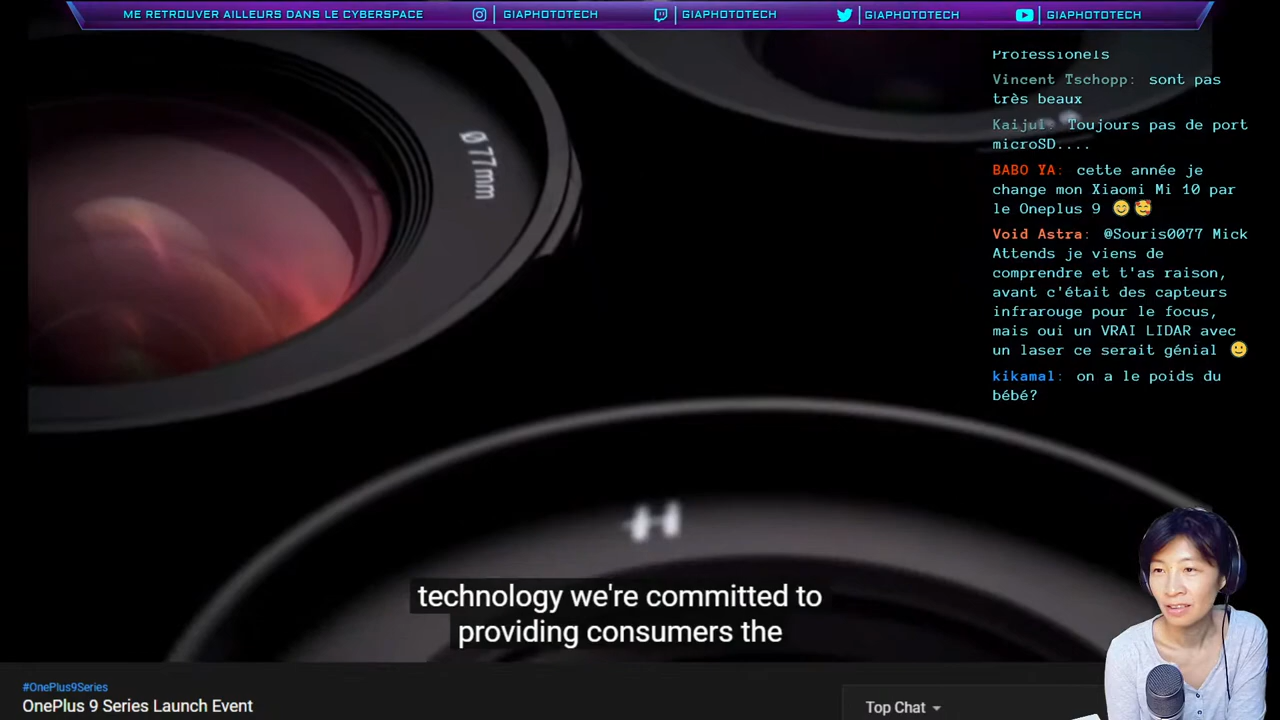 ME RETROUVER AILLEURS DANS LE CYBERSPACE
GIAPHOTOTECH
GIAPHOTOTECH
GIAPHOTOTECH
GIAPHOTOTECH
Professionels
Vincent Tschopp: sont pas
très beaux
Kaijul: Toujours pas de port
microSD....
BABO YA: cette année je
change mon Xiaomi Mi 10 par
le Oneplus 9 😊 🥰
Void Astra: @Souris0077 Mick
Attends je viens de
comprendre et t'as raison,
avant c'était des capteurs
infrarouge pour le focus,
mais oui un VRAI LIDAR avec
un laser ce serait génial 🙂
kikamal: on a le poids du
bébé?
Ø 77mm
H
technology we're committed to
providing consumers the
#OnePlus9Series
OnePlus 9 Series Launch Event
Top Chat